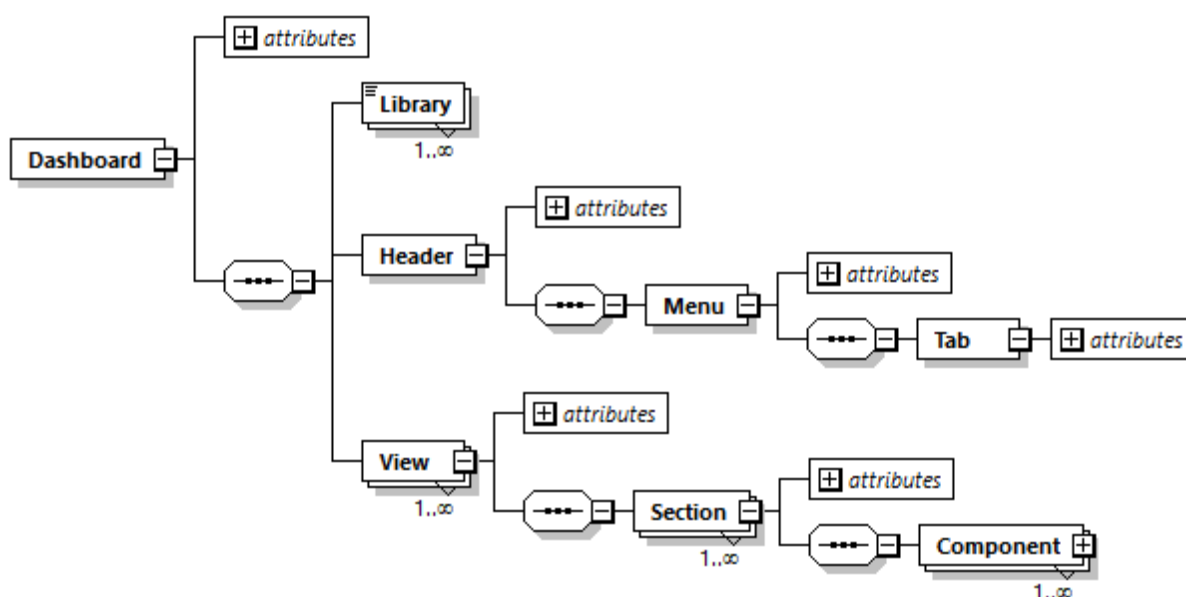 attributes
Library
1..∞
Dashboard
attributes
Header
attributes
Menu
Tab
attributes
attributes
View
1..∞
attributes
Section
1..∞
Component
1..∞